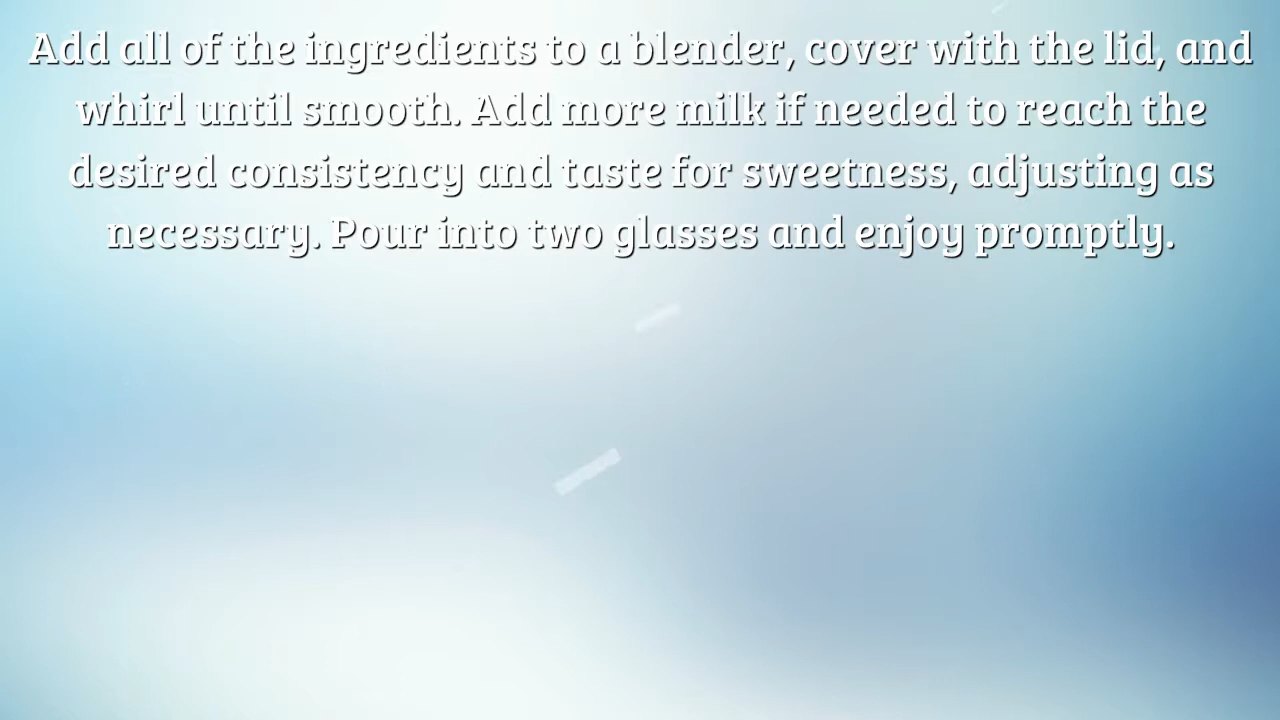 Add all of the ingredients to a blender, cover with the lid, and
whirl until smooth. Add more milk if needed to reach the
desired consistency and taste for sweetness, adjusting as
necessary. Pour into two glasses and enjoy promptly.